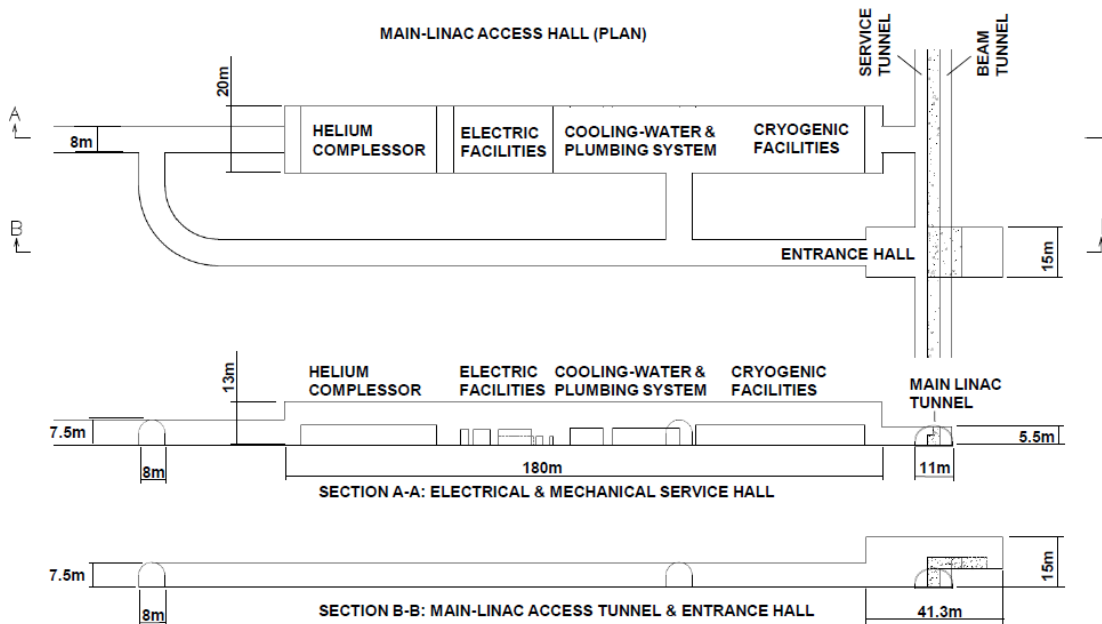 MAIN-LINAC ACCESS HALL (PLAN)
SERVICE
TUNNEL
BEAM
TUNNEL
A
20m
8m
HELIUM
COMPLESSOR
ELECTRIC
FACILITIES
COOLING-WATER &
PLUMBING SYSTEM
CRYOGENIC
FACILITIES
B
ENTRANCE HALL
15m
HELIUM
COMPLESSOR
ELECTRIC
FACILITIES
COOLING-WATER &
PLUMBING SYSTEM
CRYOGENIC
FACILITIES
MAIN LINAC
TUNNEL
13m
7.5m
5.5m
8m
180m
11m
SECTION A-A: ELECTRICAL & MECHANICAL SERVICE HALL
7.5m
15m
8m
SECTION B-B: MAIN-LINAC ACCESS TUNNEL & ENTRANCE HALL
41.3m